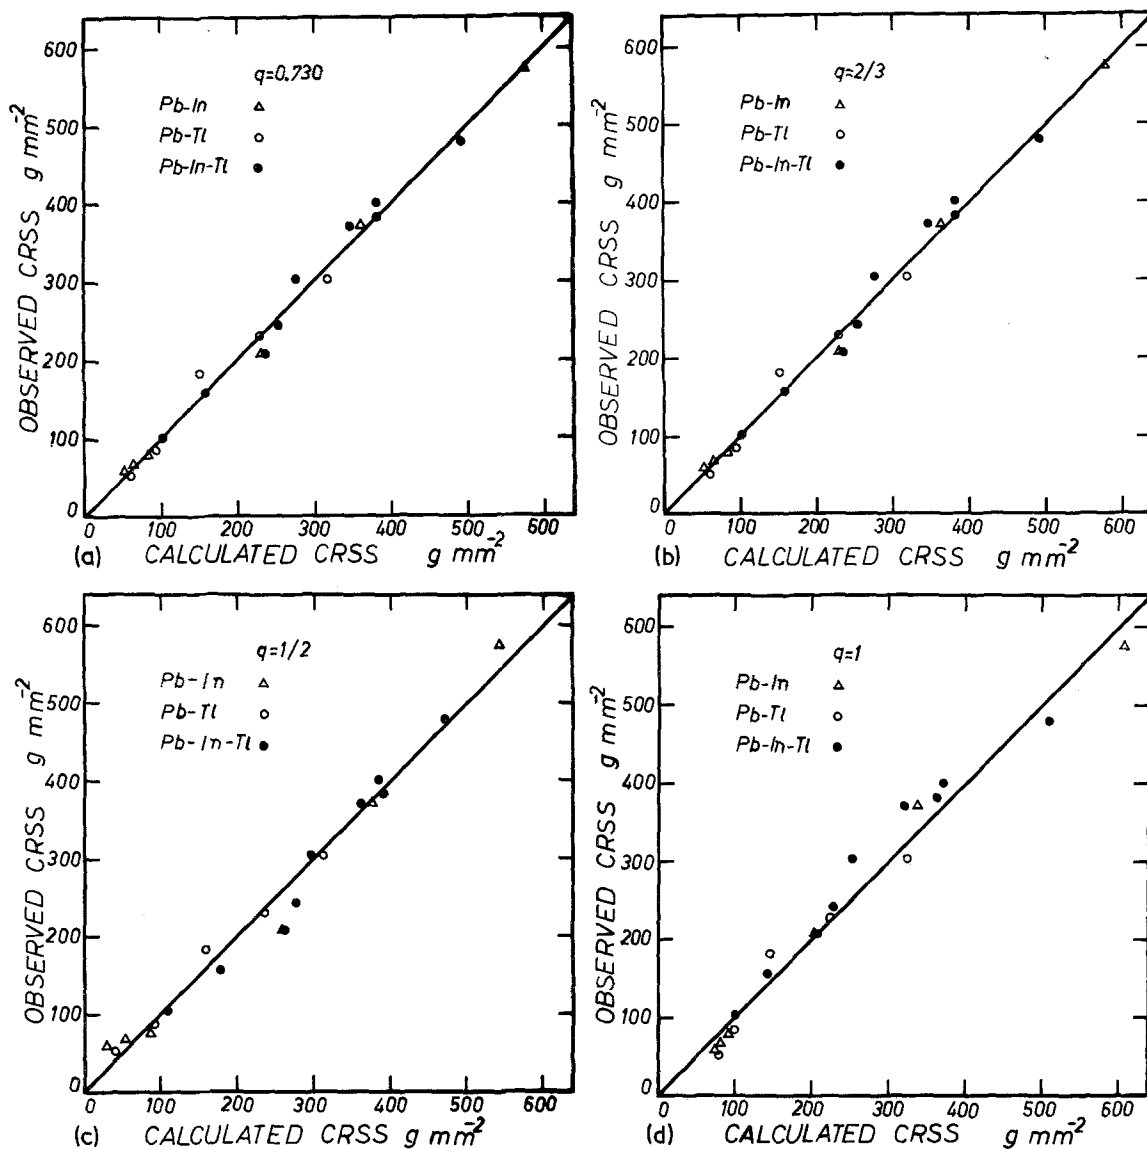 q=0.730
Pb-In
Pb-Tl
Pb-In-Tl
OBSERVED CRSS g mm-2
600
500
400
300
200
100
0
0 100 200 300 400 500 600
(a) CALCULATED CRSS g mm-2
q=2/3
Pb-In
Pb-Tl
Pb-In-Tl
OBSERVED CRSS g mm-2
600
500
400
300
200
100
0
0 100 200 300 400 500 600
(b) CALCULATED CRSS g mm-2
q=1/2
Pb-In
Pb-Tl
Pb-In-Tl
OBSERVED CRSS g mm-2
600
500
400
300
200
100
0
0 100 200 300 400 500 600
(c) CALCULATED CRSS g mm-2
q=1
Pb-In
Pb-Tl
Pb-In-Tl
OBSERVED CRSS g mm-2
600
500
400
300
200
100
0
0 100 200 300 400 500 600
(d) CALCULATED CRSS g mm-2